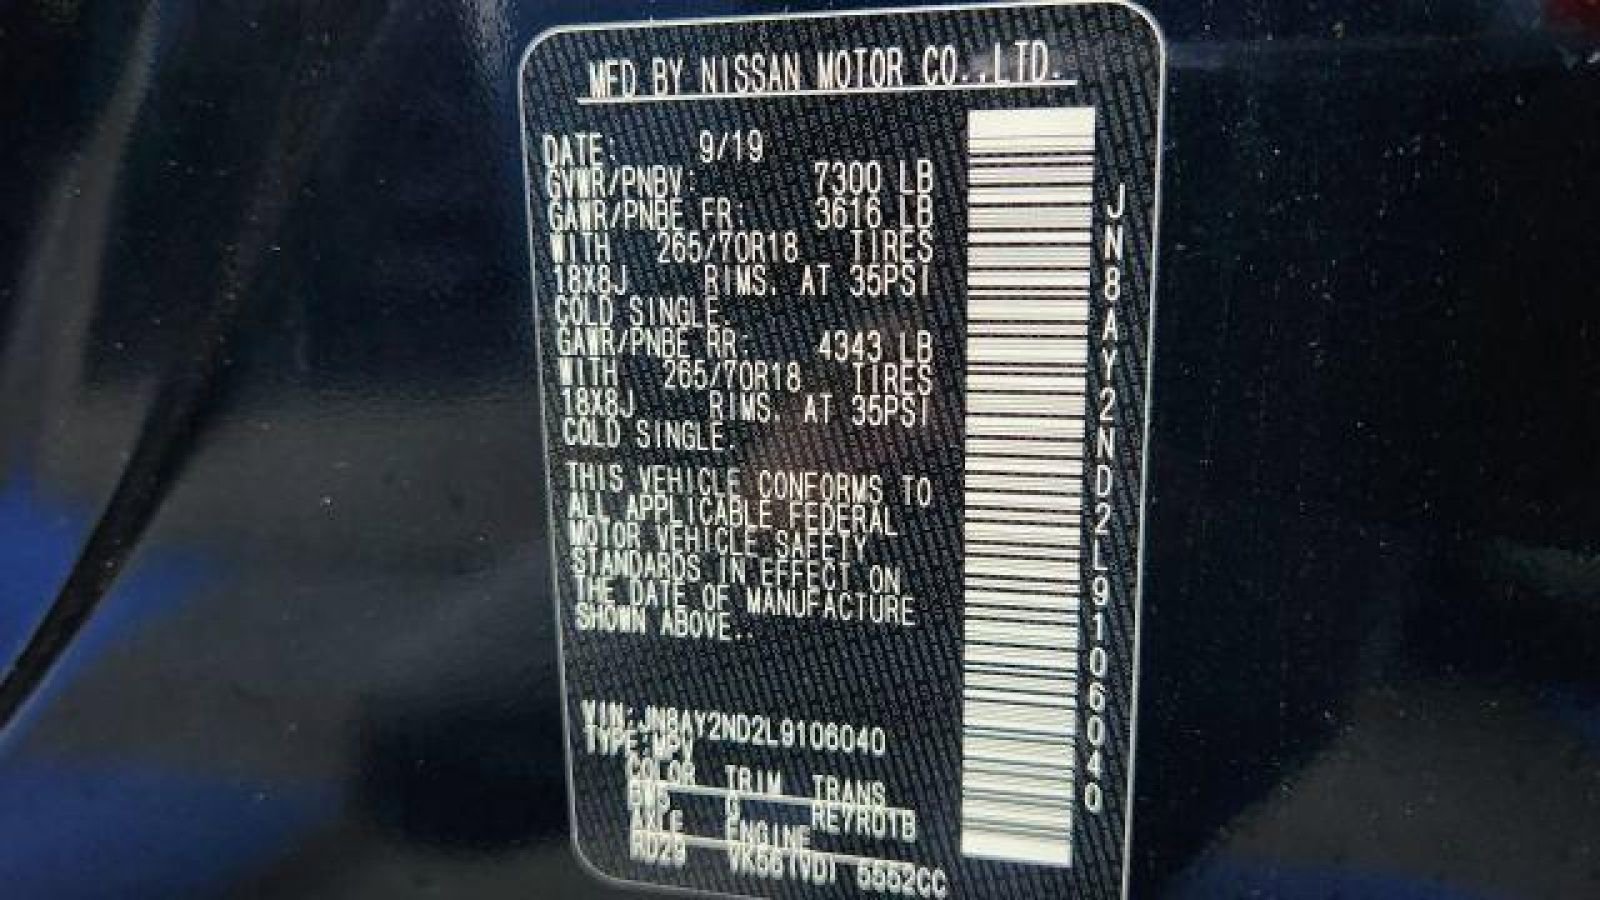 MFD BY NISSAN MOTOR CO.,LTD.
DATE: 9/19
GVWR/PNBV: 7300 LB
GAWR/PNBE FR: 3616 LB
WITH 265/70R18 TIRES
18X8J RIMS. AT 35PSI
COLD SINGLE.
GAWR/PNBE RR: 4343 LB
WITH 265/70R18 TIRES
18X8J RIMS. AT 35PSI
COLD SINGLE.
THIS VEHICLE CONFORMS TO
ALL APPLICABLE FEDERAL
MOTOR VEHICLE SAFETY
STANDARDS IN EFFECT ON
THE DATE OF MANUFACTURE
SHOWN ABOVE..
VIN:JN8AY2ND2L9106040
TYPE:MPV
COLOR TRIM TRANS
G RE7R01B
AXLE ENGINE
RD29 VK56(VD) 5552CC
JN8AY2ND2L9106040